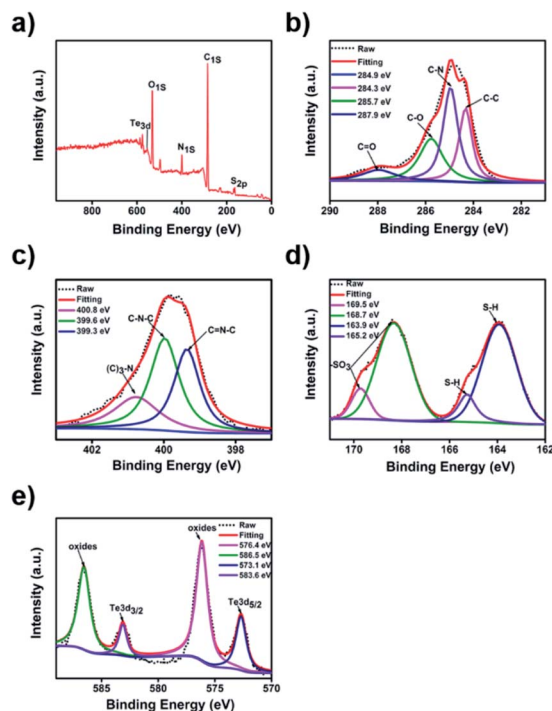 a)
Intensity (a.u.)
Te3d
O1S
N1S
C1S
S2p
800
600
400
200
0
Binding Energy (eV)
b)
Intensity (a.u.)
Raw
Fitting
284.9 eV
284.3 eV
285.7 eV
287.9 eV
C-N
C-C
C-O
C=O
290
288
286
284
282
Binding Energy (eV)
c)
Intensity (a.u.)
Raw
Fitting
400.8 eV
399.6 eV
399.3 eV
C-N-C
C=N-C
(C)3-N
402
400
398
Binding Energy (eV)
d)
Intensity (a.u.)
Raw
Fitting
169.5 eV
168.7 eV
163.9 eV
165.2 eV
S-H
-SO3
S-H
170
168
166
164
162
Binding Energy (eV)
e)
Intensity (a.u.)
oxides
Raw
Fitting
576.4 eV
586.5 eV
573.1 eV
583.6 eV
oxides
Te3d3/2
Te3d5/2
585
580
575
570
Binding Energy (eV)